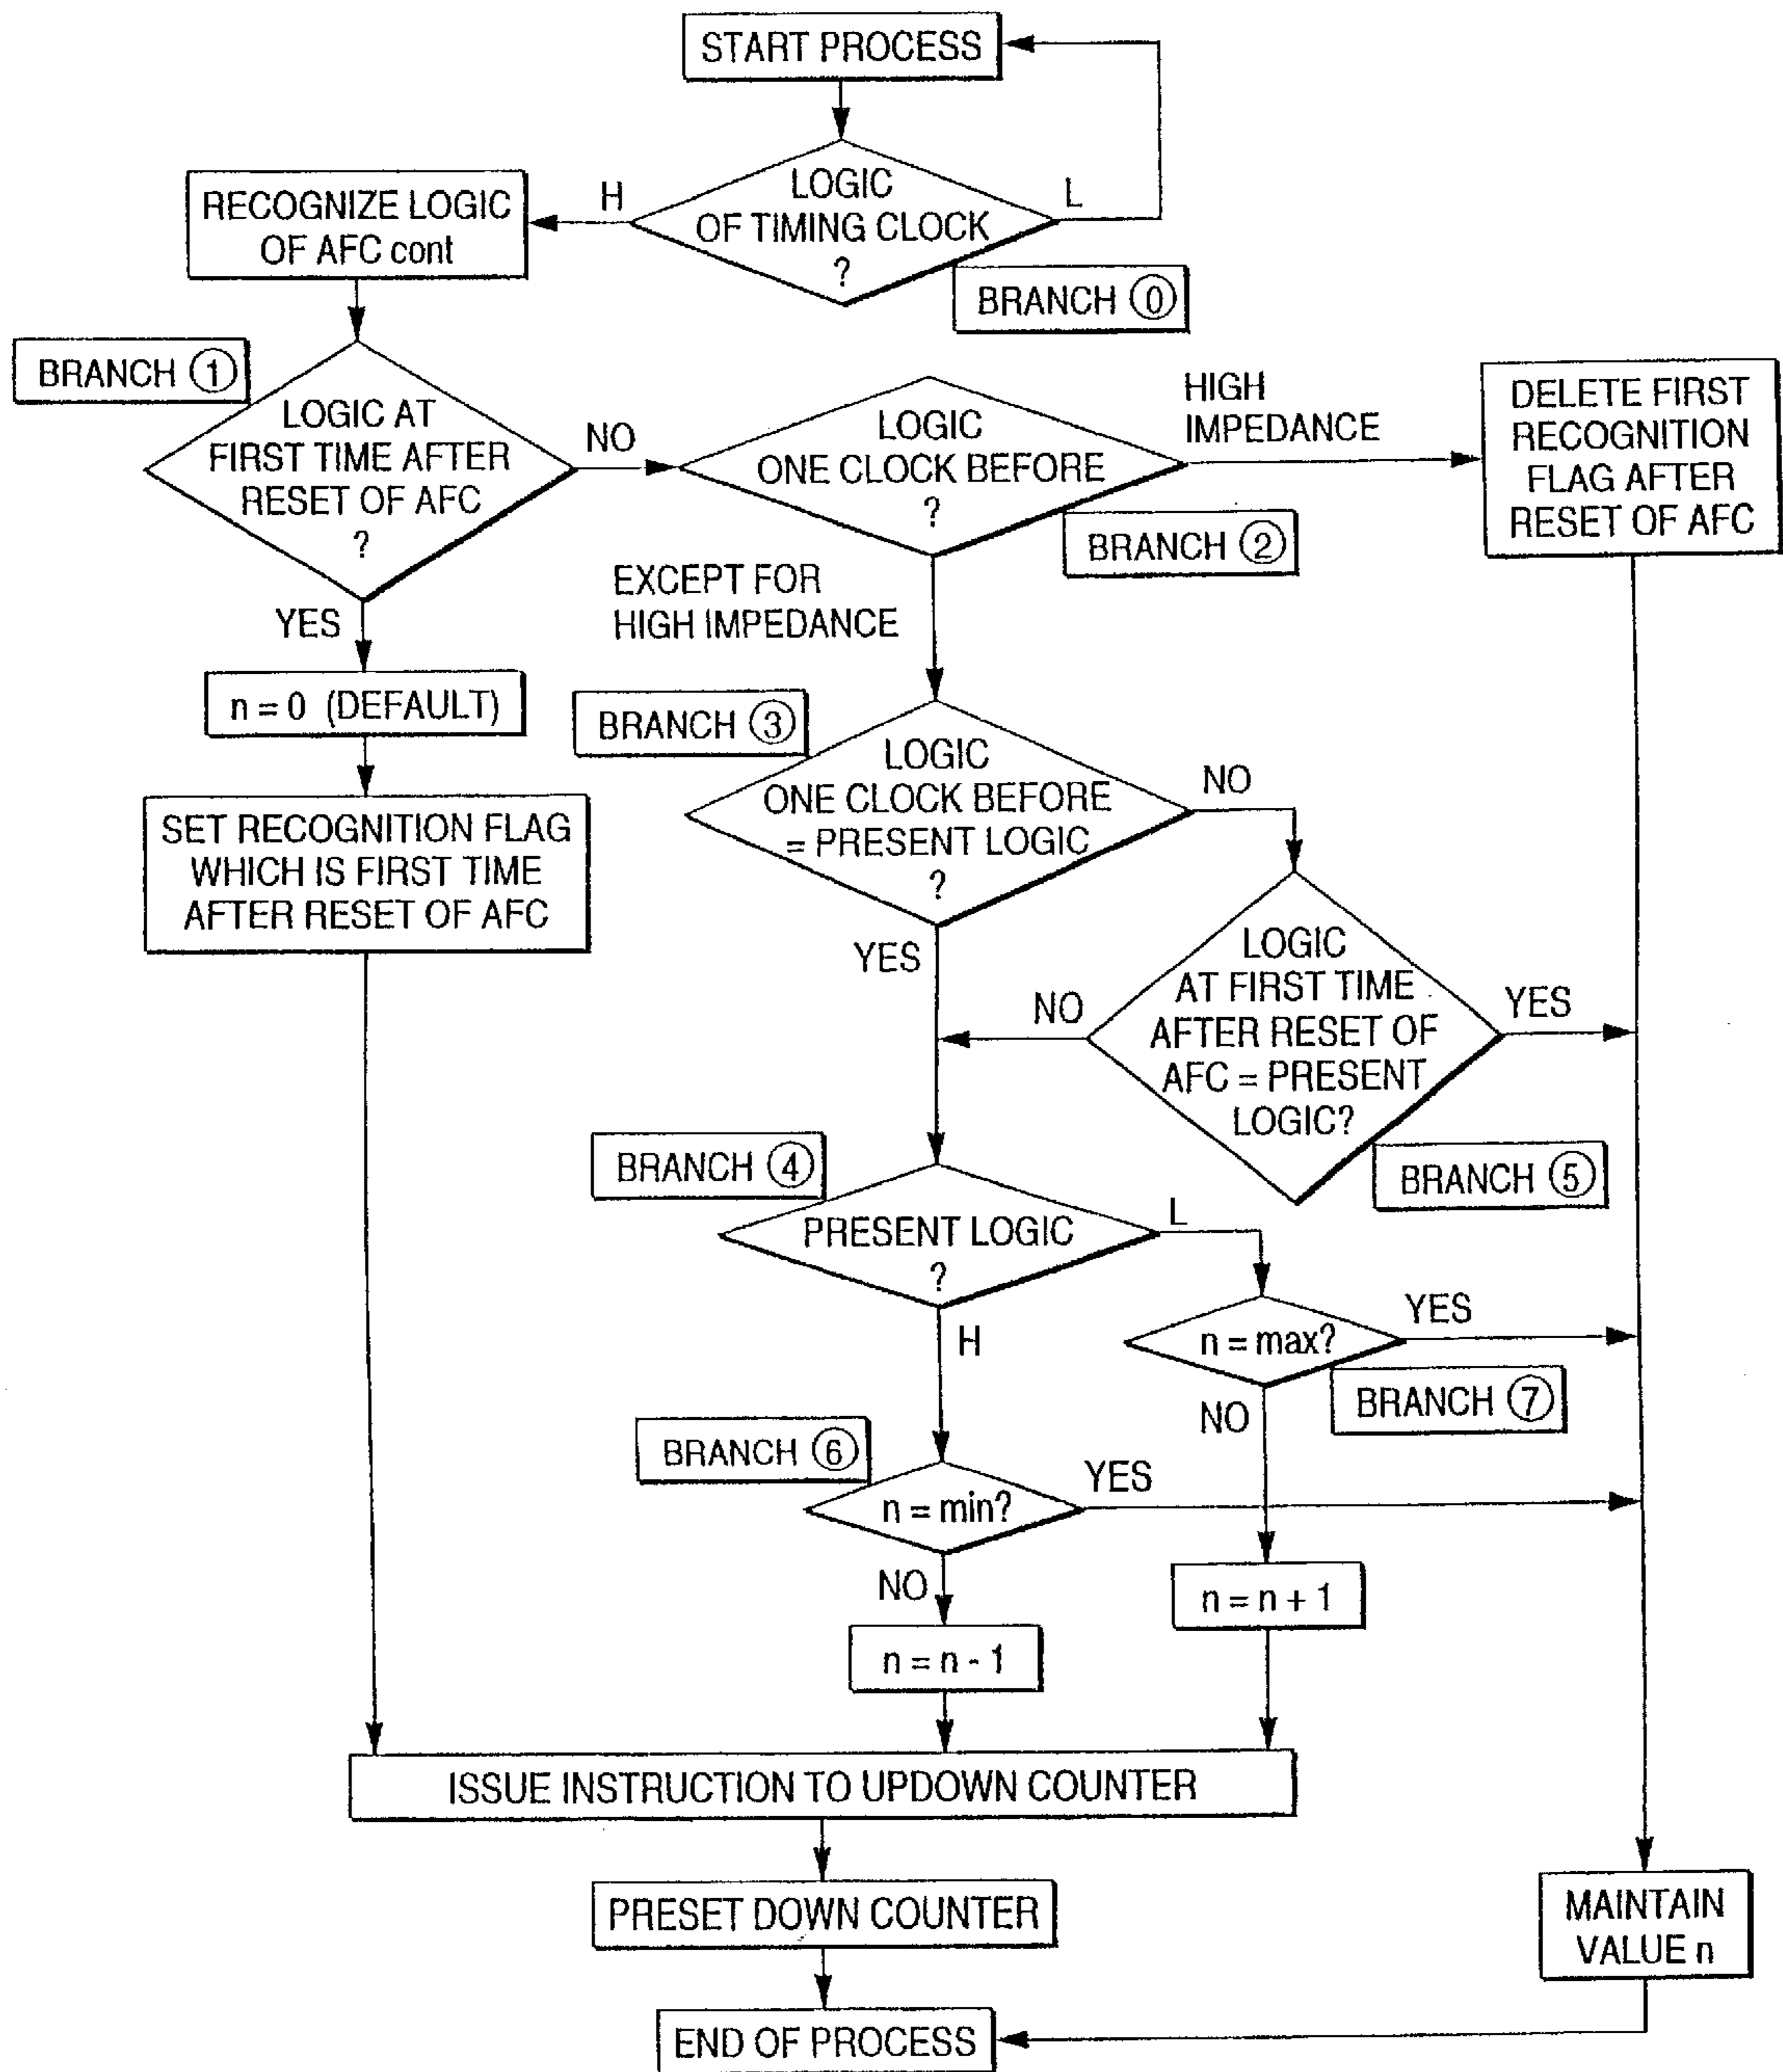 START PROCESS
LOGIC
OF TIMING CLOCK
?
H
L
BRANCH ⓪
RECOGNIZE LOGIC
OF AFC cont
BRANCH ①
LOGIC AT
FIRST TIME AFTER
RESET OF AFC
?
NO
YES
LOGIC
ONE CLOCK BEFORE
?
HIGH
IMPEDANCE
BRANCH ②
DELETE FIRST
RECOGNITION
FLAG AFTER
RESET OF AFC
EXCEPT FOR
HIGH IMPEDANCE
n = 0 (DEFAULT)
SET RECOGNITION FLAG
WHICH IS FIRST TIME
AFTER RESET OF AFC
BRANCH ③
LOGIC
ONE CLOCK BEFORE
= PRESENT LOGIC
?
NO
YES
LOGIC
AT FIRST TIME
AFTER RESET OF
AFC = PRESENT
LOGIC?
NO
YES
BRANCH ⑤
BRANCH ④
PRESENT LOGIC
?
L
H
n = max?
YES
BRANCH ⑦
NO
BRANCH ⑥
n = min?
YES
NO
n = n + 1
n = n - 1
ISSUE INSTRUCTION TO UPDOWN COUNTER
PRESET DOWN COUNTER
MAINTAIN
VALUE n
END OF PROCESS